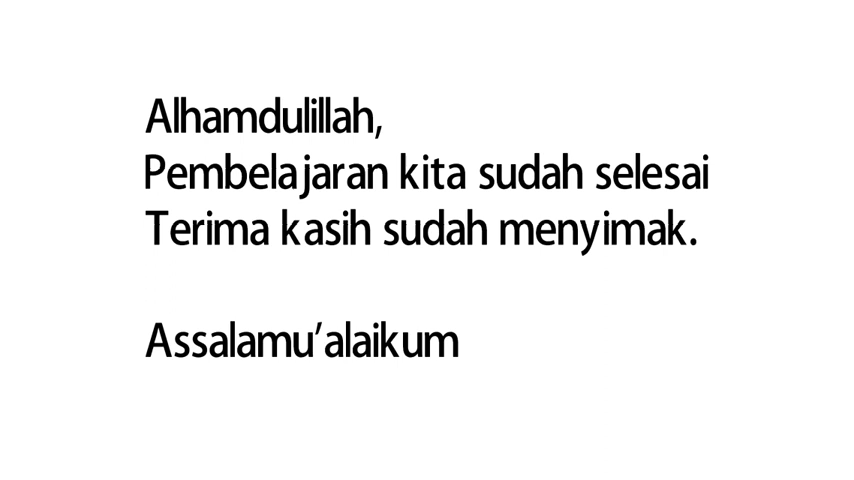 Alhamdulillah,
Pembelajaran kita sudah selesai
Terima kasih sudah menyimak.
Assalamu’alaikum